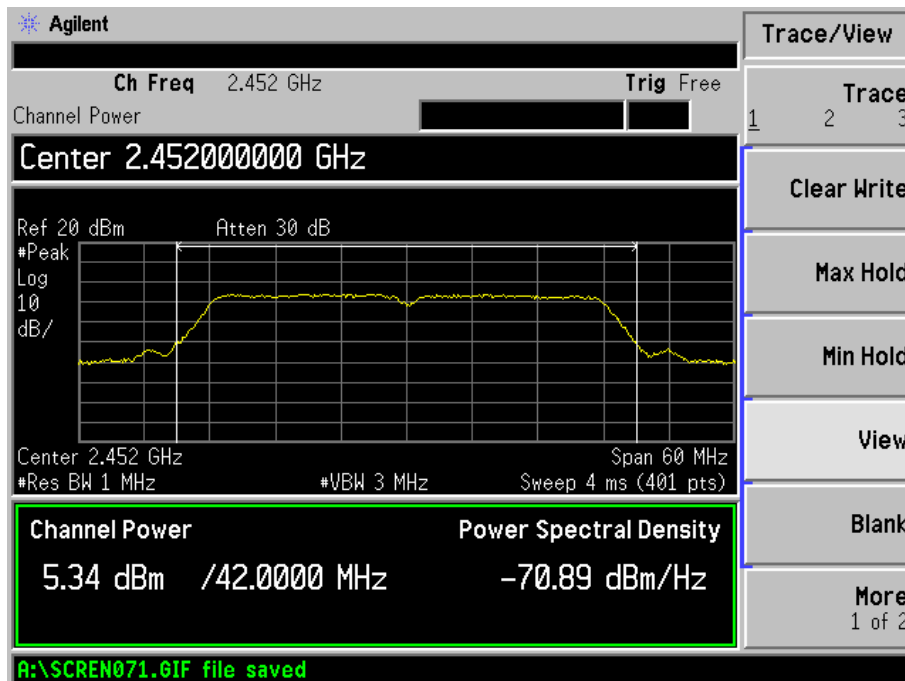 Agilent
Trace/View
Ch Freq 2.452 GHz Trig Free
Channel Power
Trace
1 2 3
Center 2.452000000 GHz
Clear Write
Ref 20 dBm Atten 30 dB
#Peak
Log
10
dB/
Max Hold
Min Hold
View
Center 2.452 GHz Span 60 MHz
#Res BW 1 MHz #VBW 3 MHz Sweep 4 ms (401 pts)
Channel Power Power Spectral Density
Blank
5.34 dBm /42.0000 MHz -70.89 dBm/Hz
More
1 of 2
A:\SCREN071.GIF file saved